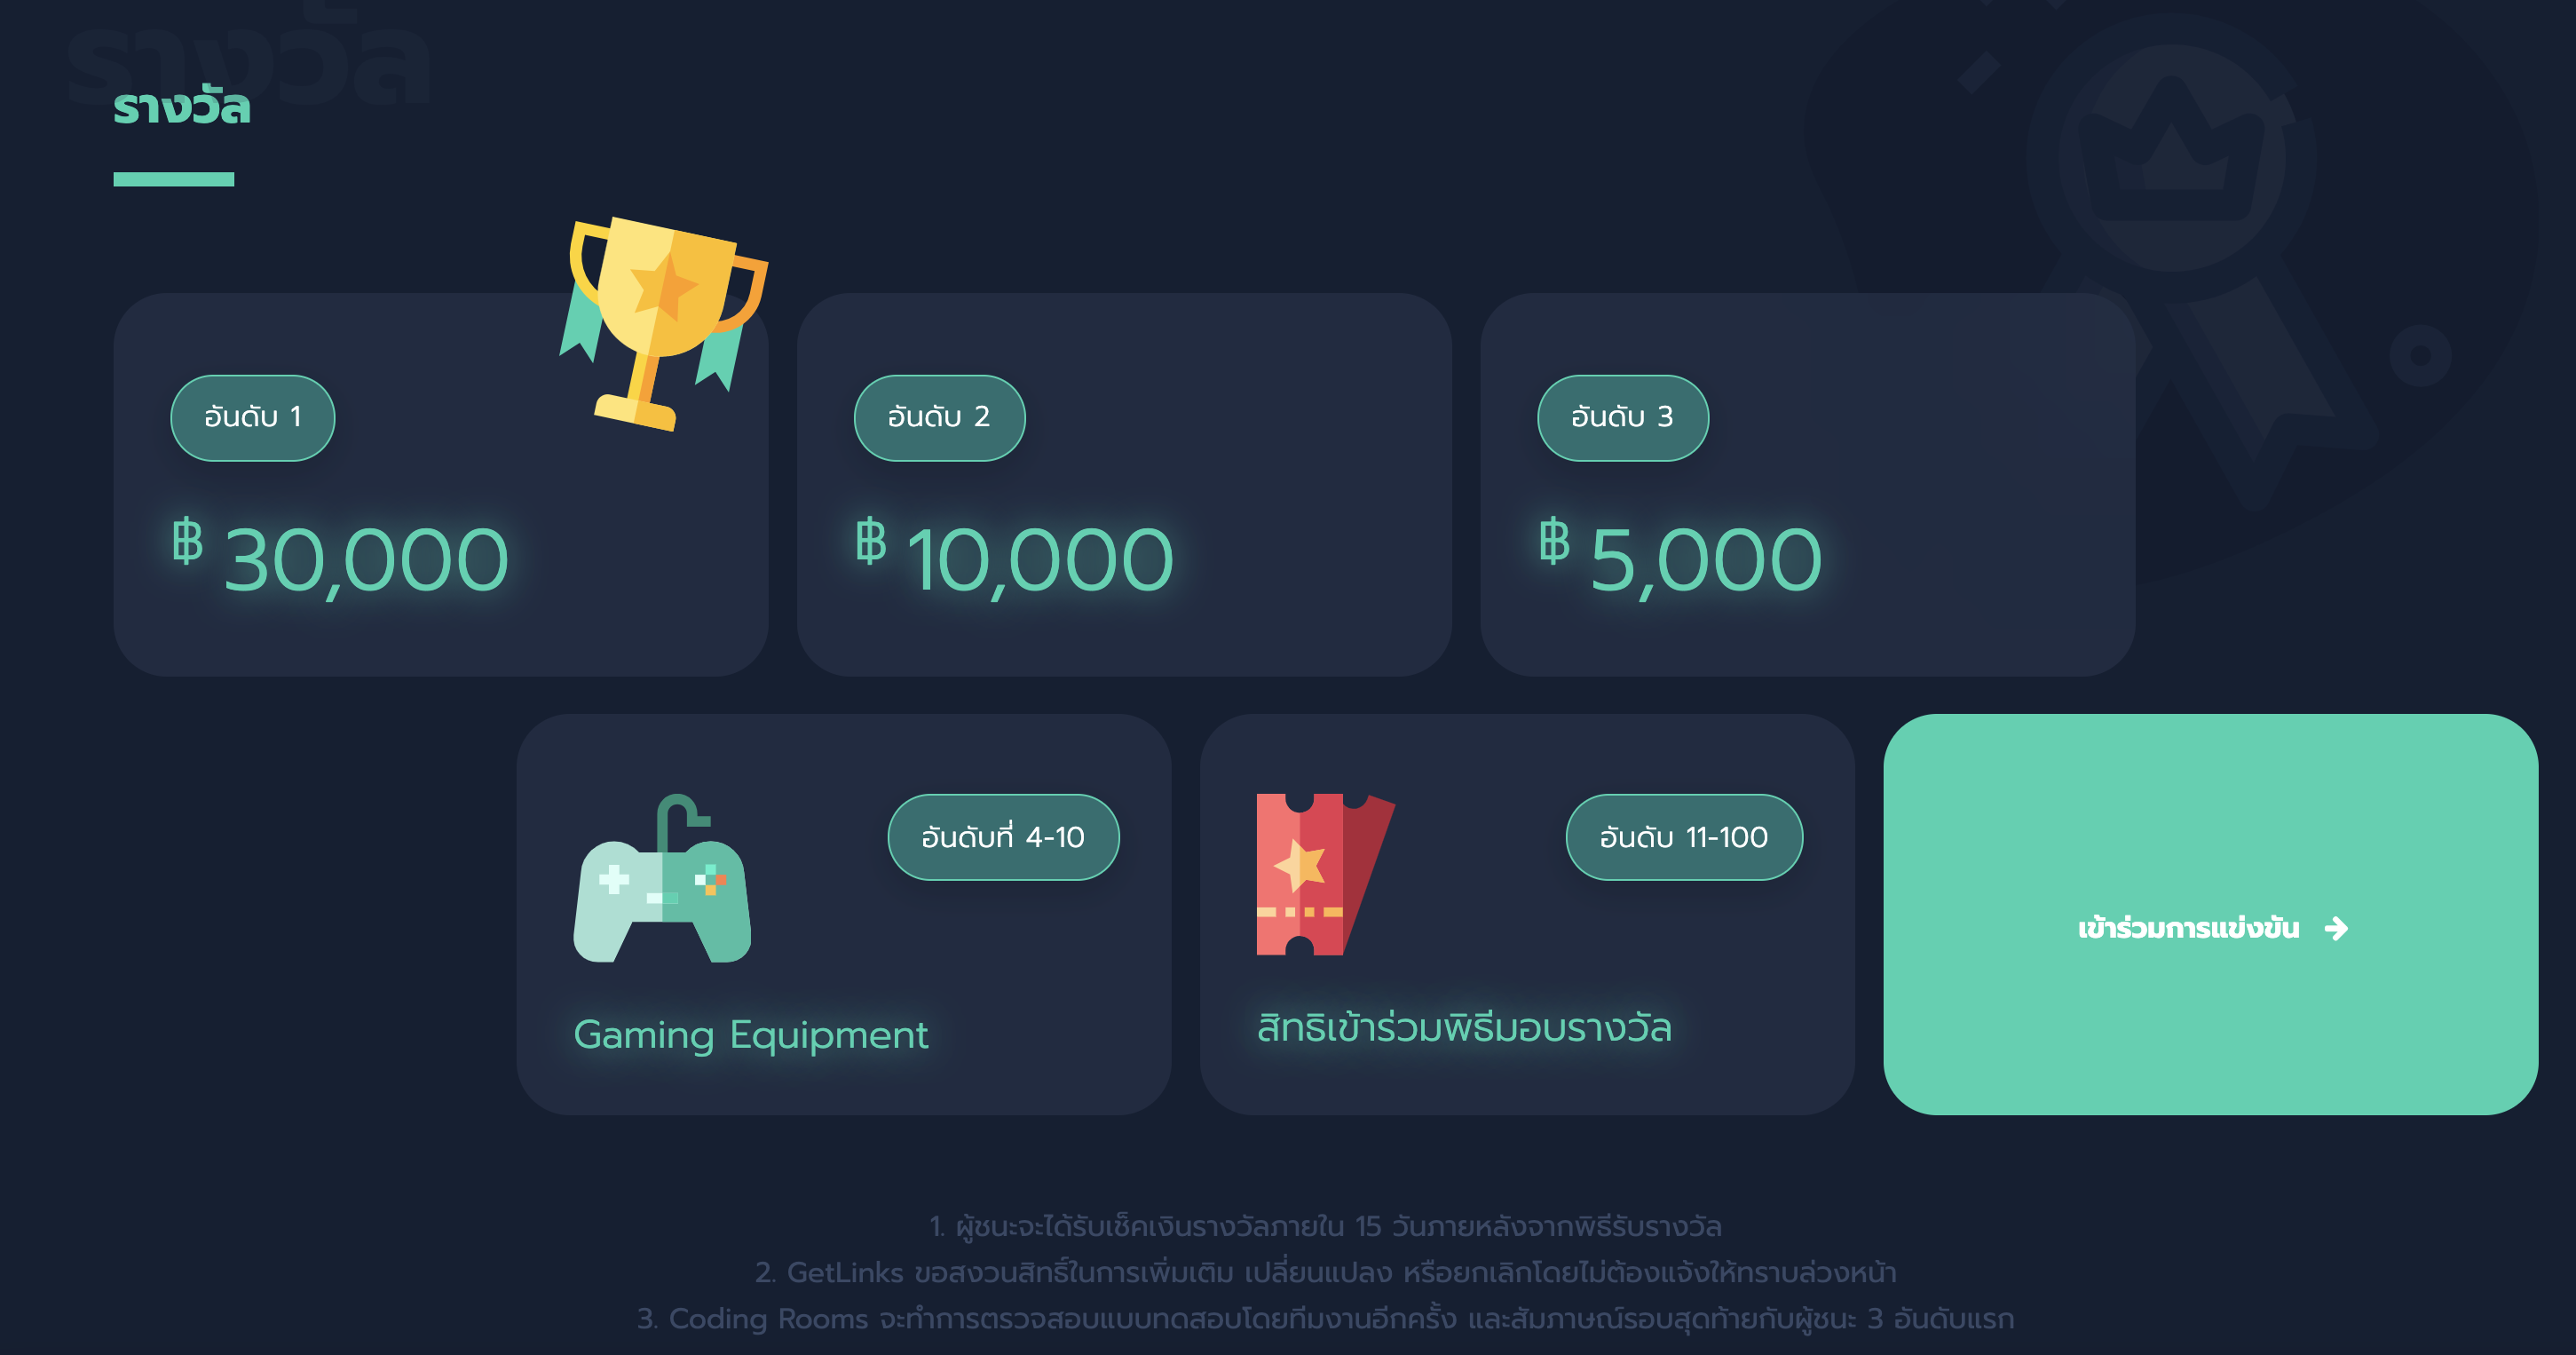 รางวัล
รางวัล
อันดับ 1
฿ 30,000
อันดับ 2
฿ 10,000
อันดับ 3
฿ 5,000
อันดับที่ 4-10
Gaming Equipment
อันดับ 11-100
สิทธิเข้าร่วมพิธีมอบรางวัล
เข้าร่วมการแข่งขัน
1. ผู้ชนะจะได้รับเช็คเงินรางวัลภายใน 15 วันภายหลังจากพิธีรับรางวัล
2. GetLinks ขอสงวนสิทธิ์ในการเพิ่มเติม เปลี่ยนแปลง หรือยกเลิกโดยไม่ต้องแจ้งให้ทราบล่วงหน้า
3. Coding Rooms จะทำการตรวจสอบแบบทดสอบโดยทีมงานอีกครั้ง และสัมภาษณ์รอบสุดท้ายกับผู้ชนะ 3 อันดับแรก